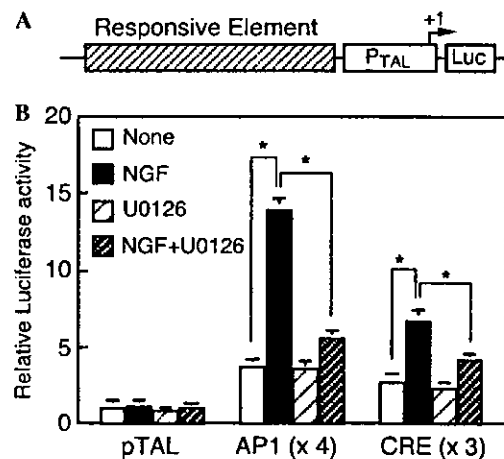 A
Responsive Element
+1
P_TAL
Luc
B
Relative Luciferase activity
20
15
10
5
0
None
NGF
U0126
NGF+U0126
*
*
*
*
pTAL
AP1 (x 4)
CRE (x 3)